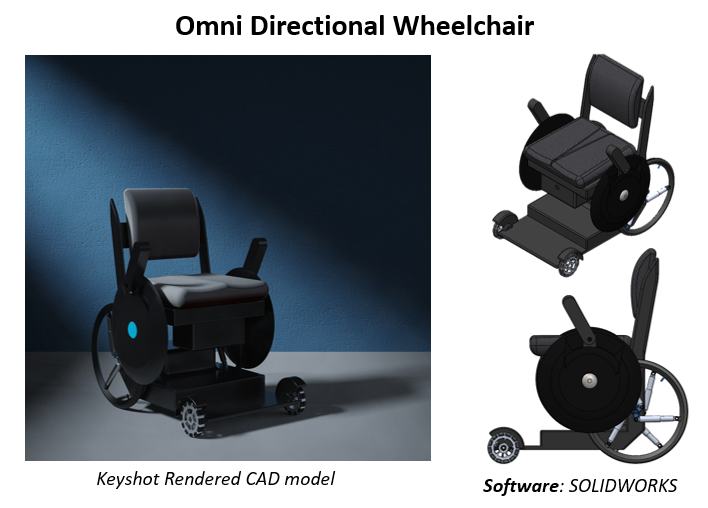 Omni Directional Wheelchair
Keyshot Rendered CAD model
Software: SOLIDWORKS